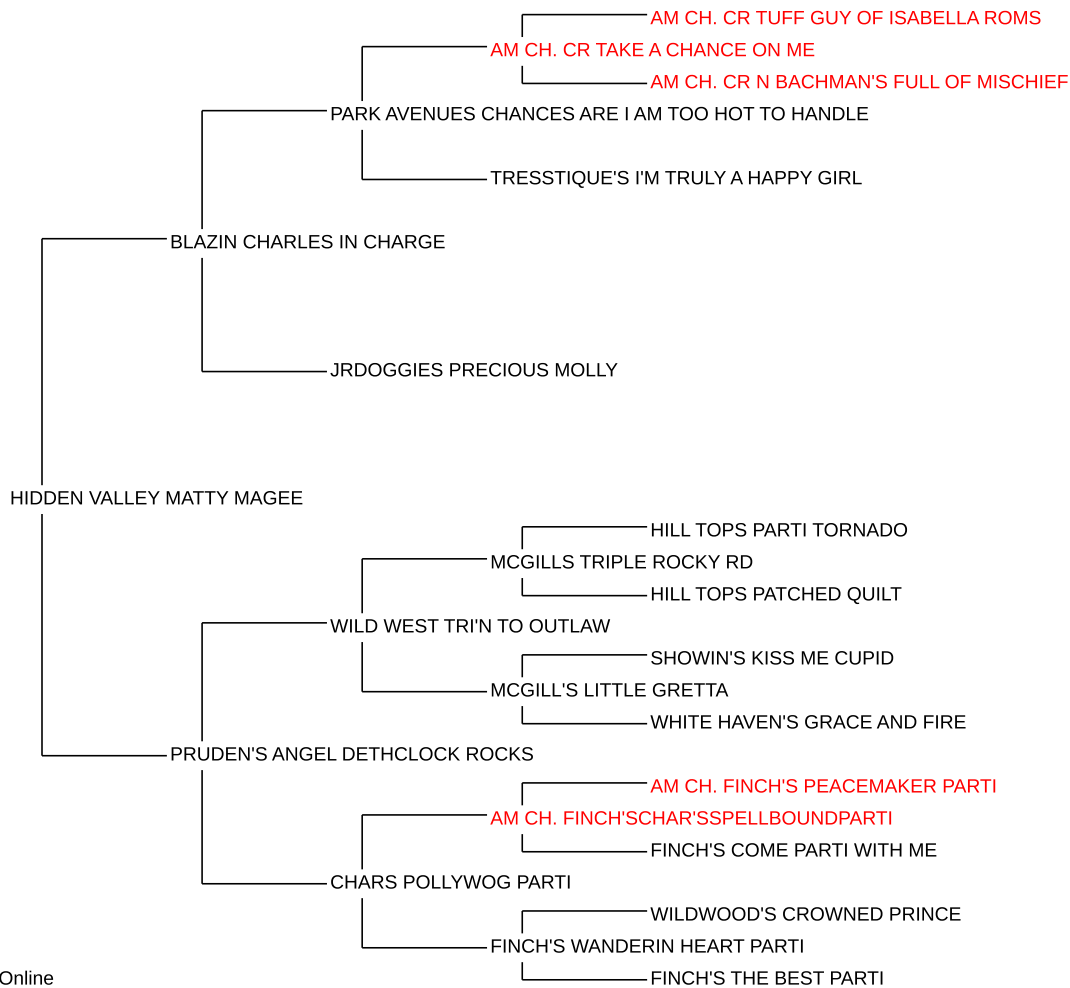 AM CH. CR TUFF GUY OF ISABELLA ROMS
AM CH. CR TAKE A CHANCE ON ME
AM CH. CR N BACHMAN'S FULL OF MISCHIEF
PARK AVENUES CHANCES ARE I AM TOO HOT TO HANDLE
TRESSTIQUE'S I'M TRULY A HAPPY GIRL
BLAZIN CHARLES IN CHARGE
JRDOGGIES PRECIOUS MOLLY
HIDDEN VALLEY MATTY MAGEE
HILL TOPS PARTI TORNADO
MCGILLS TRIPLE ROCKY RD
HILL TOPS PATCHED QUILT
WILD WEST TRI'N TO OUTLAW
SHOWIN'S KISS ME CUPID
MCGILL'S LITTLE GRETTA
WHITE HAVEN'S GRACE AND FIRE
PRUDEN'S ANGEL DETHCLOCK ROCKS
AM CH. FINCH'S PEACEMAKER PARTI
AM CH. FINCH'SCHAR'SSPELLBOUNDPARTI
FINCH'S COME PARTI WITH ME
CHARS POLLYWOG PARTI
WILDWOOD'S CROWNED PRINCE
FINCH'S WANDERIN HEART PARTI
FINCH'S THE BEST PARTI
Online